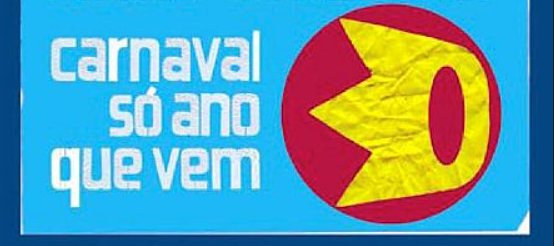 carnaval
só ano
que vem